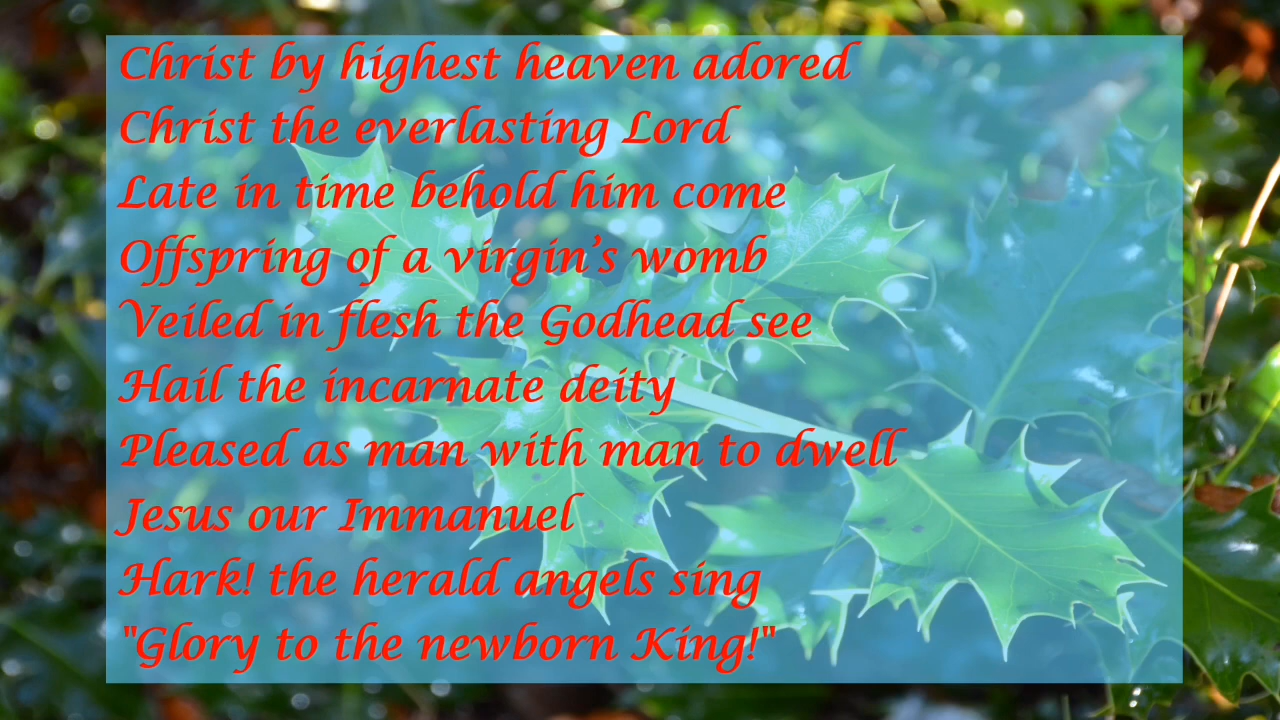 Christ by highest heaven adored
Christ the everlasting Lord
Late in time behold him come
Offspring of a virgin’s womb
Veiled in flesh the Godhead see
Hail the incarnate deity
Pleased as man with man to dwell
Jesus our Immanuel
Hark! the herald angels sing
"Glory to the newborn King!"